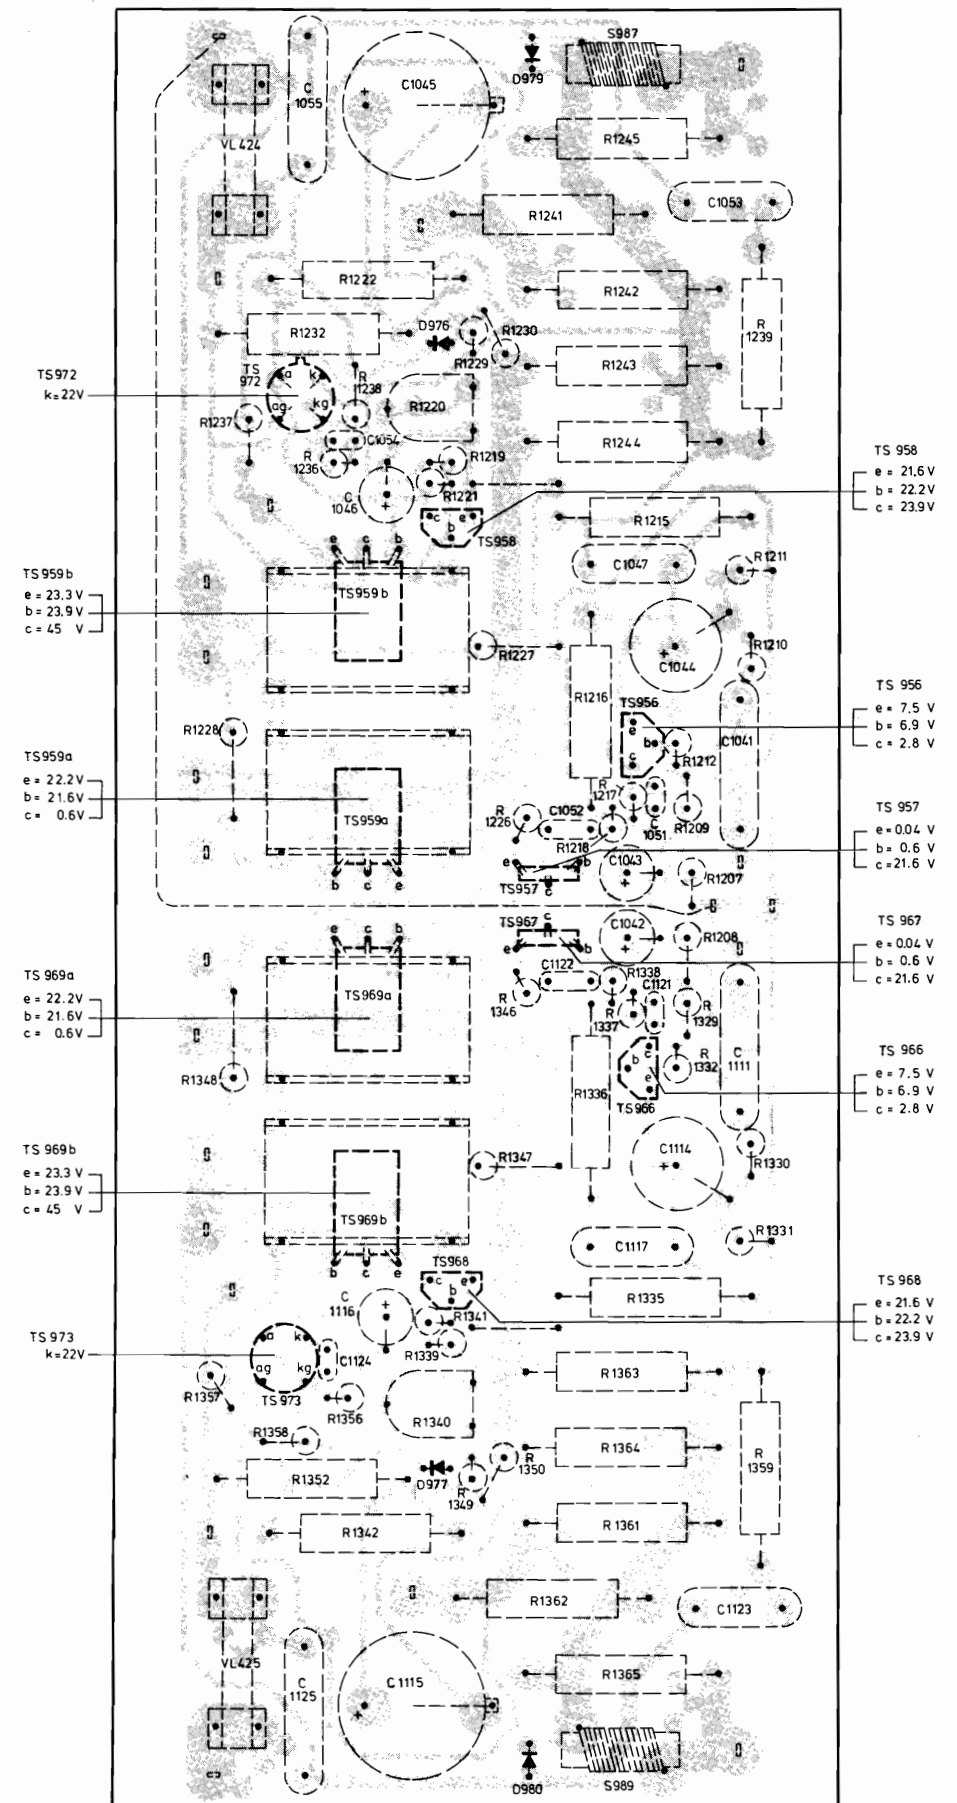 S987
D979
C
1055
C1045
VL424
R1245
C1053
R1241
R1222
R1242
R
1239
R1232
D976
R1230
R1229
R1243
TS972
k=22V
TS
972
a
k
ag
kg
R
1238
R1220
R1237
C1054
R1244
R
1236
R1219
R1221
C
1046
+
c
e
b
TS958
TS 958
e = 21,6 V
b = 22.2V
c = 23.9V
R1215
C1047
R1211
e
c
b
TS959b
TS959b
e = 23,3 V
b = 23.9V
c = 45 V
R1227
C1044
+
R1210
R1216
TS956
e
b
c
TS 956
e = 7.5 V
b = 6.9 V
c = 2.8 V
C1041
R1212
R1228
TS959a
e = 22.2V
b = 21.6V
c = 0.6V
TS959a
b
c
e
R
1217
C
1051
R1209
R
1226
C1052
R1218
TS 957
e = 0.04 V
b = 0.6 V
c = 21.6 V
C1043
+
e
b
c
TS957
R1207
TS967
c
e
b
C1042
+
R1208
TS 967
e = 0.04 V
b = 0.6 V
c = 21.6 V
e
c
b
TS969a
TS 969a
e = 22.2V
b = 21.6V
c = 0.6V
C1122
R1338
C1121
R
1346
R
1337
R
1329
R1348
b
c
e
R
1332
C
1111
TS 966
e = 7.5 V
b = 6.9 V
c = 2.8 V
R1336
TS966
TS969b
e = 23.3 V
b = 23.9 V
c = 45 V
R1347
C1114
+
R1330
TS969b
b
c
e
C1117
R1331
TS968
c
e
b
C
1116
+
R1341
R1335
TS968
e = 21.6 V
b = 22.2 V
c = 23.9 V
TS 973
k=22V
a
k
ag
kg
TS973
C1124
R1339
R1363
R1357
R1356
R1340
R1358
R1364
R
1359
R1352
D977
R
1349
R
1350
R1342
R1361
R1362
C1123
VL425
C
1125
C1115
+
R1365
D980
S989